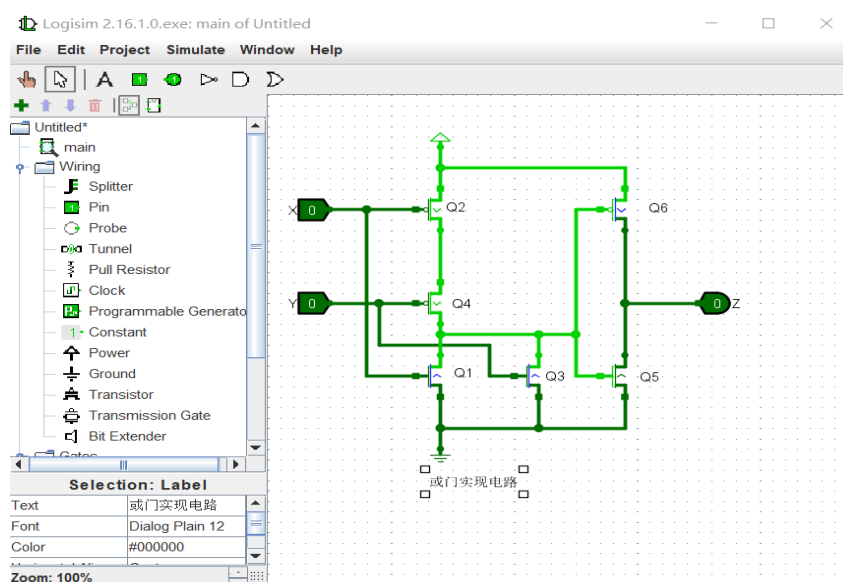 Logisim 2.16.1.0.exe: main of Untitled
File Edit Project Simulate Window Help
Untitled*
main
Wiring
Splitter
Pin
Probe
Tunnel
Pull Resistor
Clock
Programmable Generato
Constant
Power
Ground
Transistor
Transmission Gate
Bit Extender
Gates
Selection: Label
Text 或门实现电路
Font Dialog Plain 12
Color #000000
Zoom: 100%
X 0 Q2 Q6
Y 0 Q4 0 Z
Q1 Q3 Q5
或门实现电路